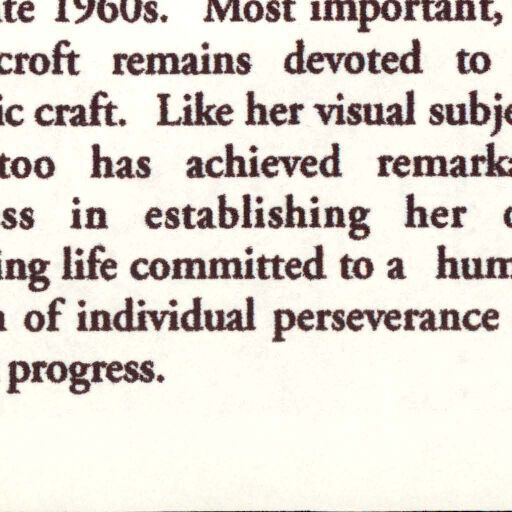 te 1960s. Most important,
croft remains devoted to
ic craft. Like her visual subje
too has achieved remarka
ss in establishing her
ing life committed to a hum
of individual perseverance
progress.